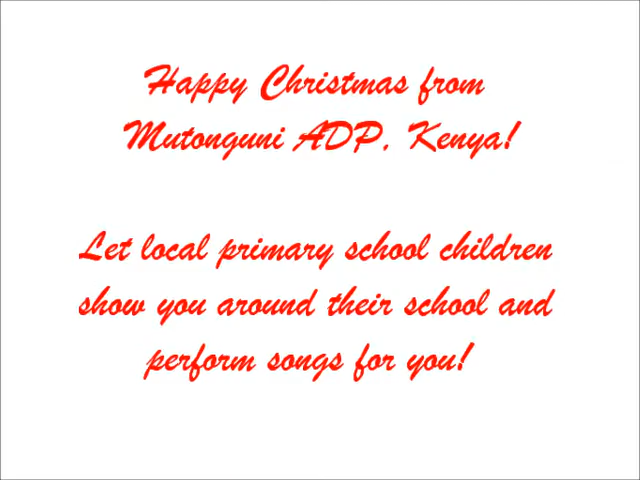 Happy Christmas from
Mutonguni ADP, Kenya!
Let local primary school children
show you around their school and
perform songs for you!